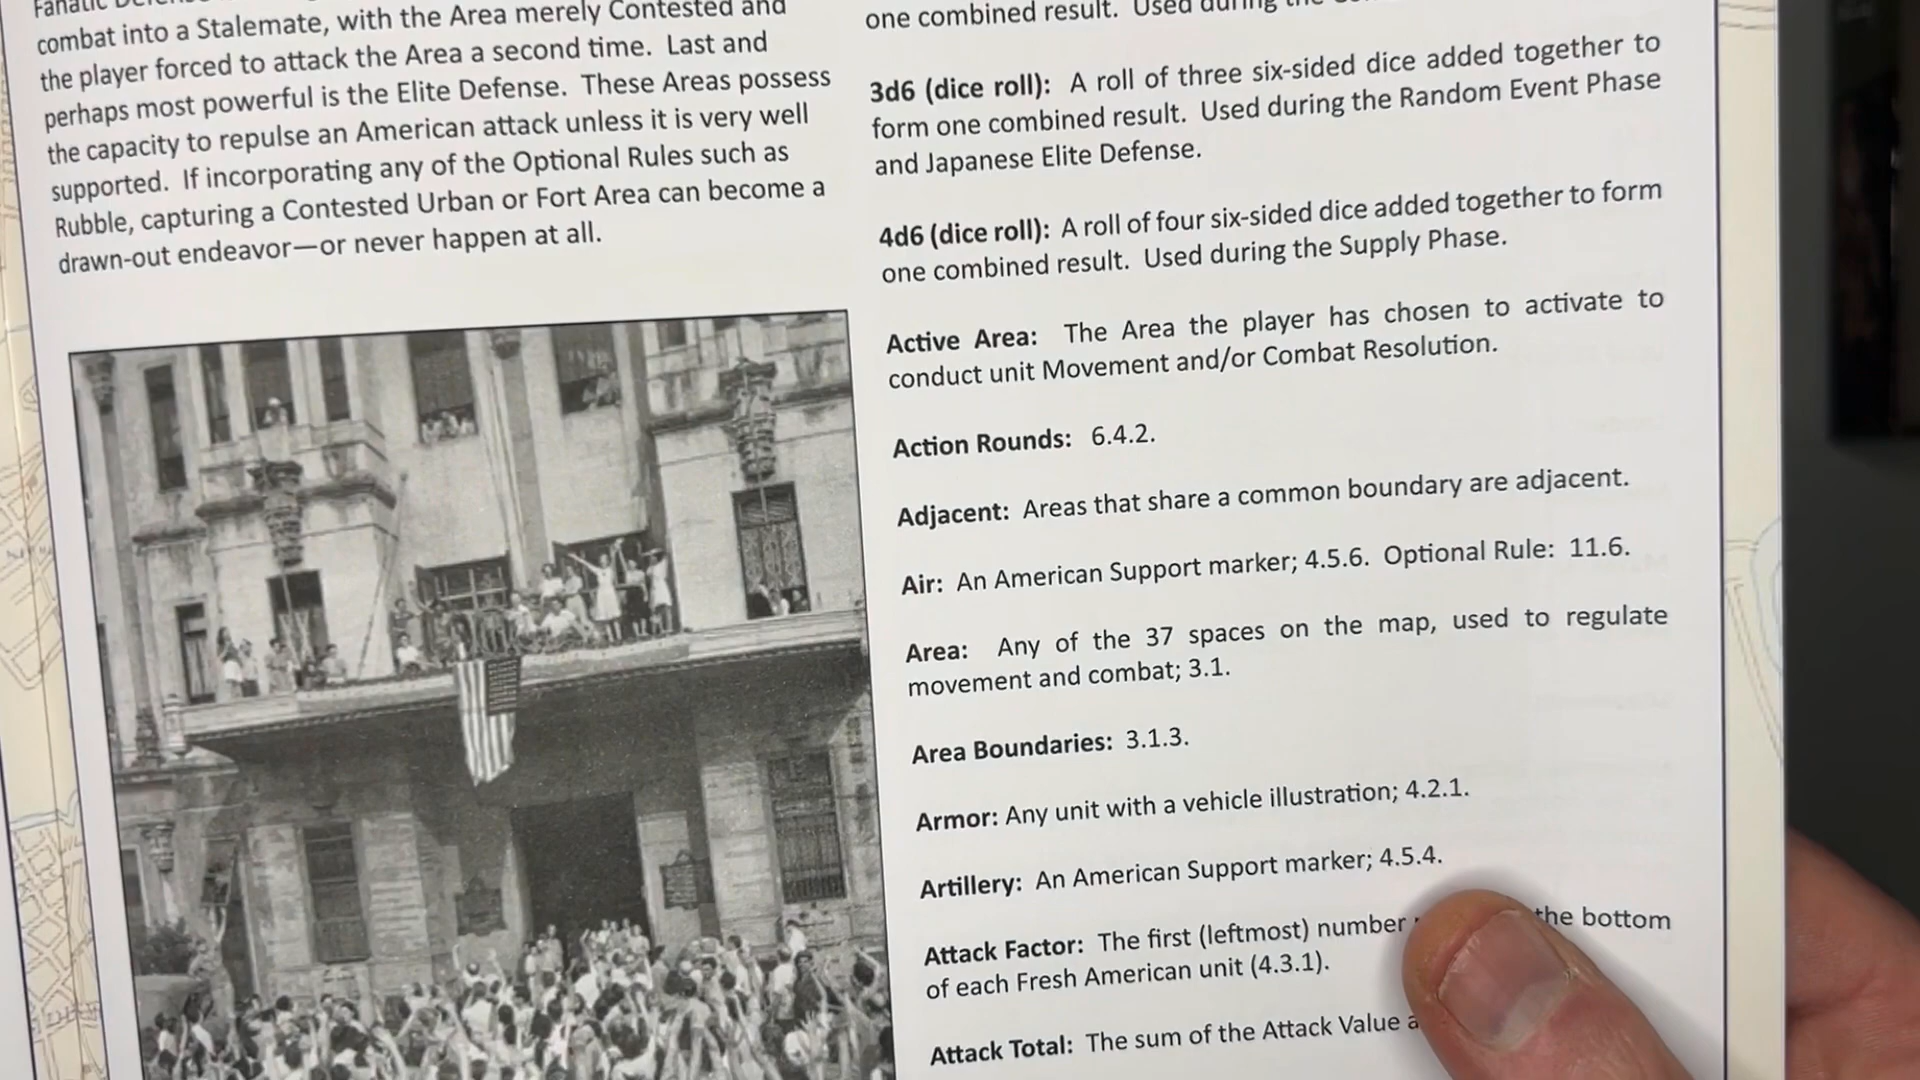 Fanatic
combat into a Stalemate, with the Area merely Contested and
the player forced to attack the Area a second time. Last and
perhaps most powerful is the Elite Defense. These Areas possess
the capacity to repulse an American attack unless it is very well
supported. If incorporating any of the Optional Rules such as
Rubble, capturing a Contested Urban or Fort Area can become a
drawn-out endeavor—or never happen at all.
one combined result. Used during the
3d6 (dice roll): A roll of three six-sided dice added together to
form one combined result. Used during the Random Event Phase
and Japanese Elite Defense.
4d6 (dice roll): A roll of four six-sided dice added together to form
one combined result. Used during the Supply Phase.
Active Area: The Area the player has chosen to activate to
conduct unit Movement and/or Combat Resolution.
Action Rounds: 6.4.2.
Adjacent: Areas that share a common boundary are adjacent.
Air: An American Support marker; 4.5.6. Optional Rule: 11.6.
Area: Any of the 37 spaces on the map, used to regulate
movement and combat; 3.1.
Area Boundaries: 3.1.3.
Armor: Any unit with a vehicle illustration; 4.2.1.
Artillery: An American Support marker; 4.5.4.
Attack Factor: The first (leftmost) number the bottom
of each Fresh American unit (4.3.1).
Attack Total: The sum of the Attack Value